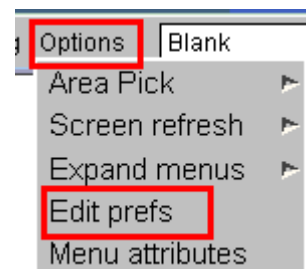 Options Blank
Area Pick
Screen refresh
Expand menus
Edit prefs
Menu attributes